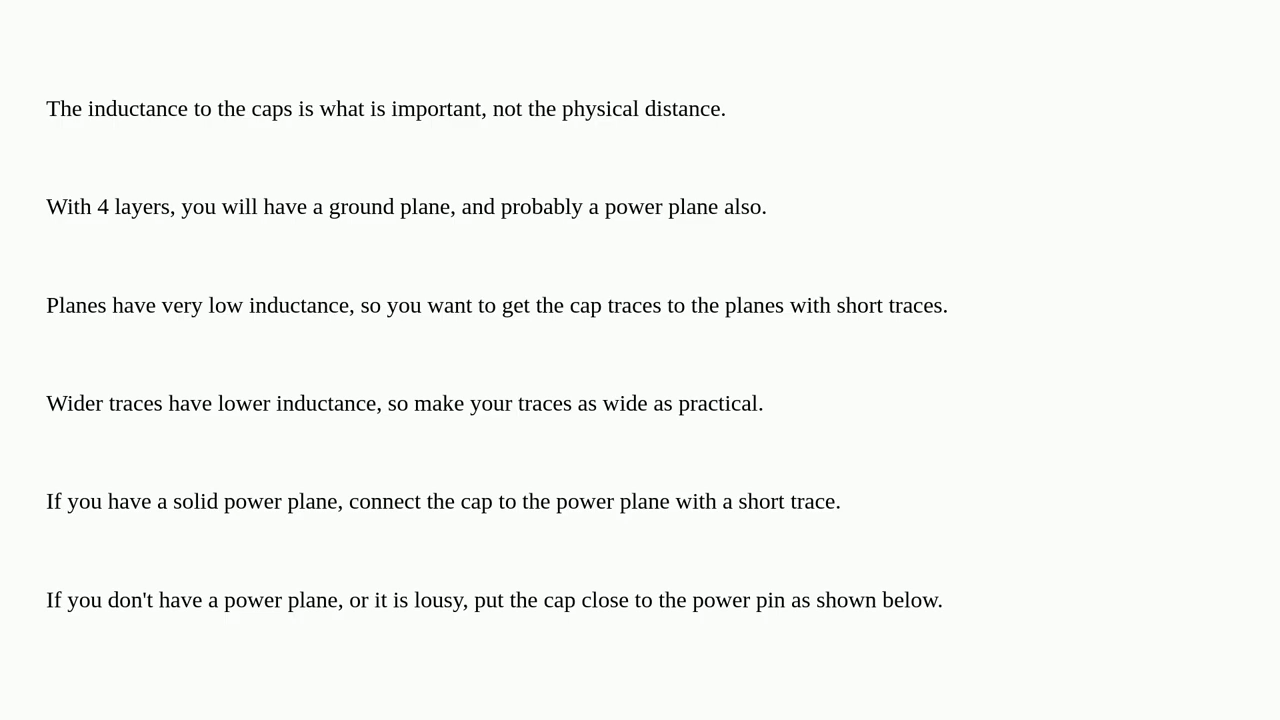 The inductance to the caps is what is important, not the physical distance.
With 4 layers, you will have a ground plane, and probably a power plane also.
Planes have very low inductance, so you want to get the cap traces to the planes with short traces.
Wider traces have lower inductance, so make your traces as wide as practical.
If you have a solid power plane, connect the cap to the power plane with a short trace.
If you don't have a power plane, or it is lousy, put the cap close to the power pin as shown below.